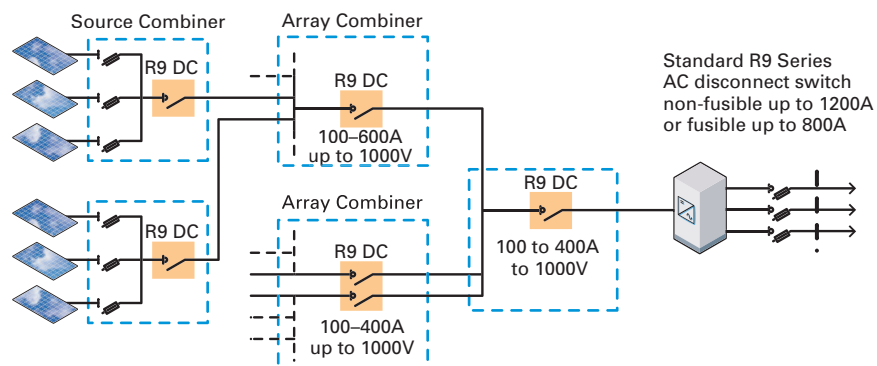 Source Combiner
Array Combiner
R9 DC
R9 DC
100–600A
up to 1000V
Standard R9 Series
AC disconnect switch
non-fusible up to 1200A
or fusible up to 800A
R9 DC
100 to 400A
to 1000V
R9 DC
Array Combiner
R9 DC
100–400A
up to 1000V